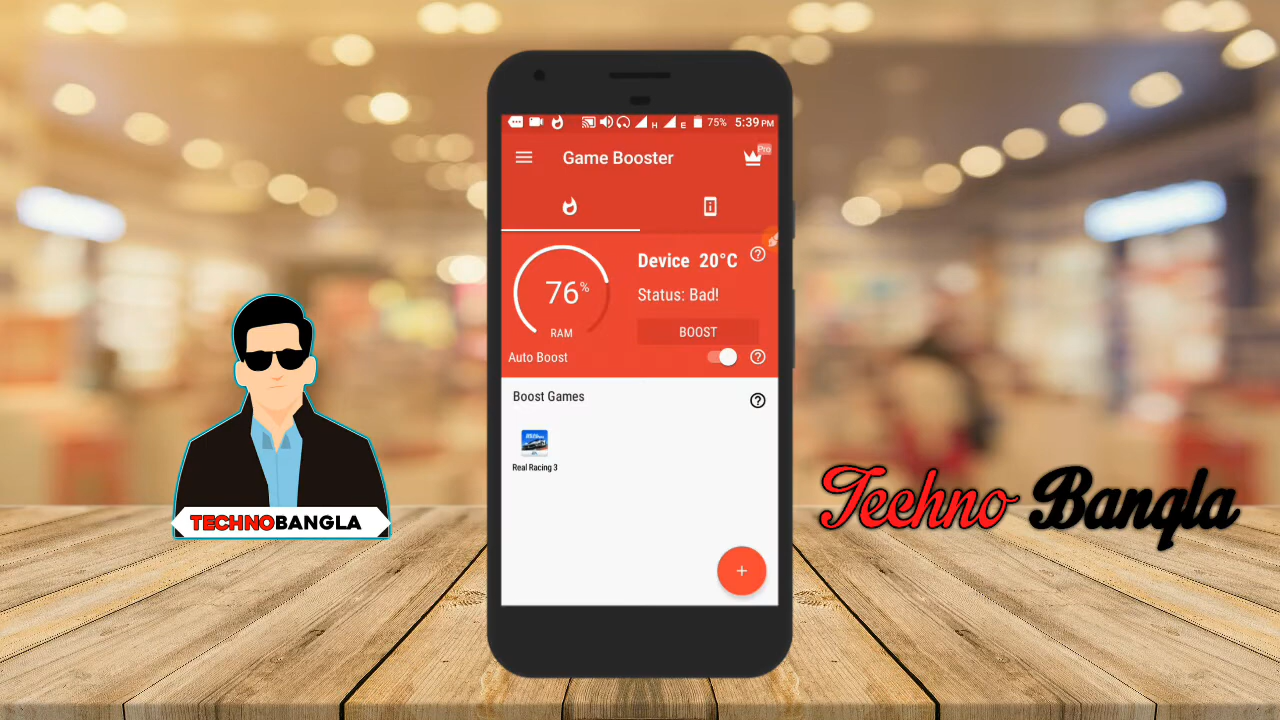 H
E
75%
5:39 PM
Game Booster
Pro
76%
RAM
Device 20°C
Status: Bad!
BOOST
Auto Boost
Boost Games
Real Racing 3
TECHNOBANGLA
Techno Bangla